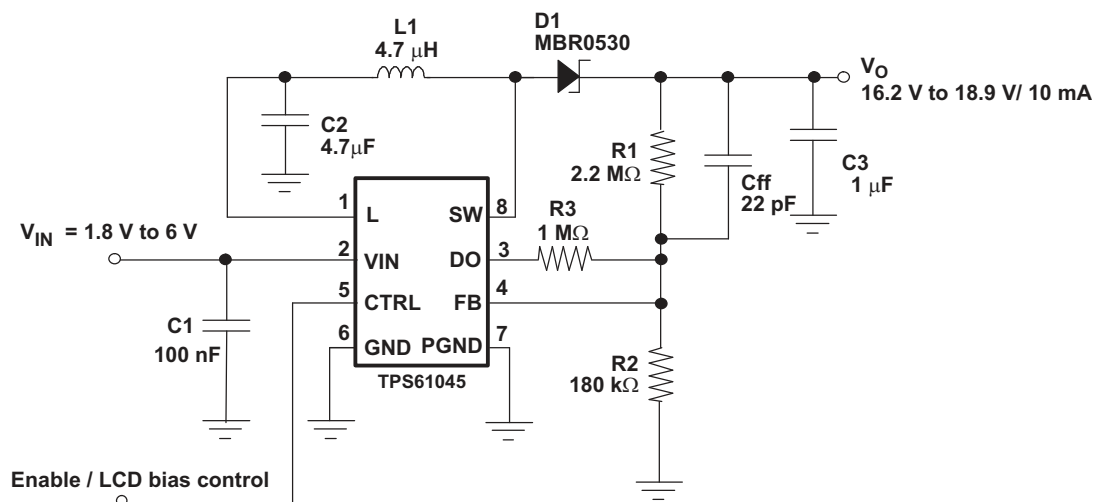 L1
4.7 μH
D1
MBR0530
VO
16.2 V to 18.9 V/ 10 mA
C2
4.7μF
R1
2.2 MΩ
Cff
22 pF
C3
1 μF
1
L
SW
8
R3
1 MΩ
VIN = 1.8 V to 6 V
2
VIN
DO
3
5
CTRL
FB
4
C1
100 nF
6
GND
PGND
7
TPS61045
R2
180 kΩ
Enable / LCD bias control